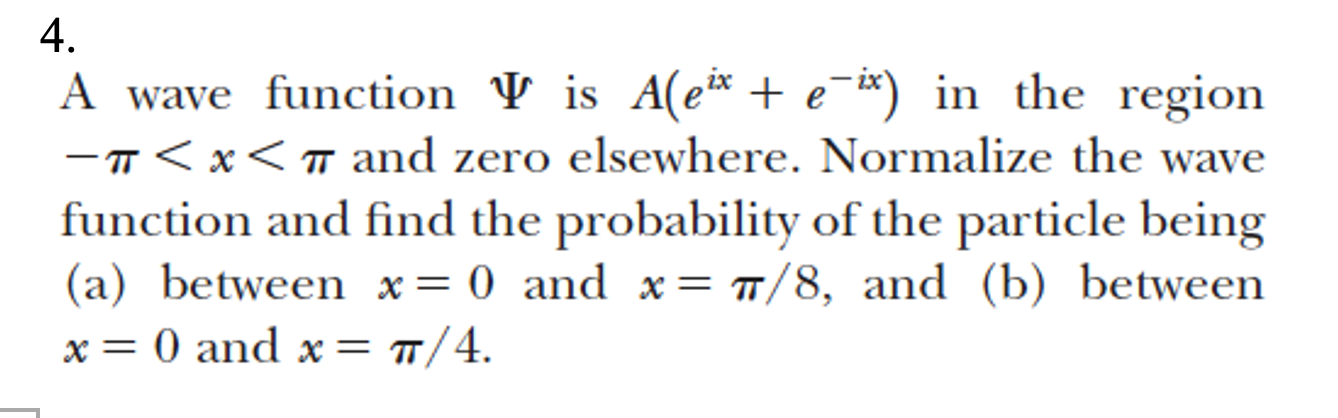 4.
A wave function Ψ is A(eⁱˣ + e⁻ⁱˣ) in the region
−π < x < π and zero elsewhere. Normalize the wave
function and find the probability of the particle being
(a) between x = 0 and x = π/8, and (b) between
x = 0 and x = π/4.